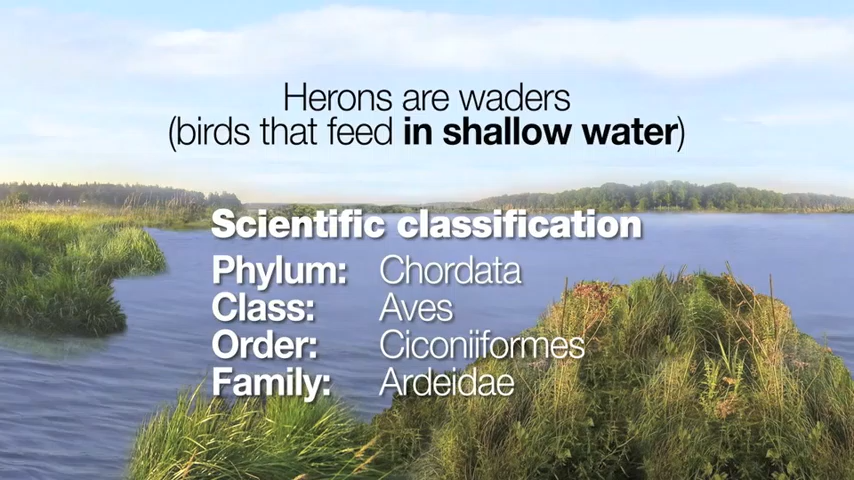 Herons are waders
(birds that feed in shallow water)
Scientific classification
Phylum: Chordata
Class: Aves
Order: Ciconiiformes
Family: Ardeidae